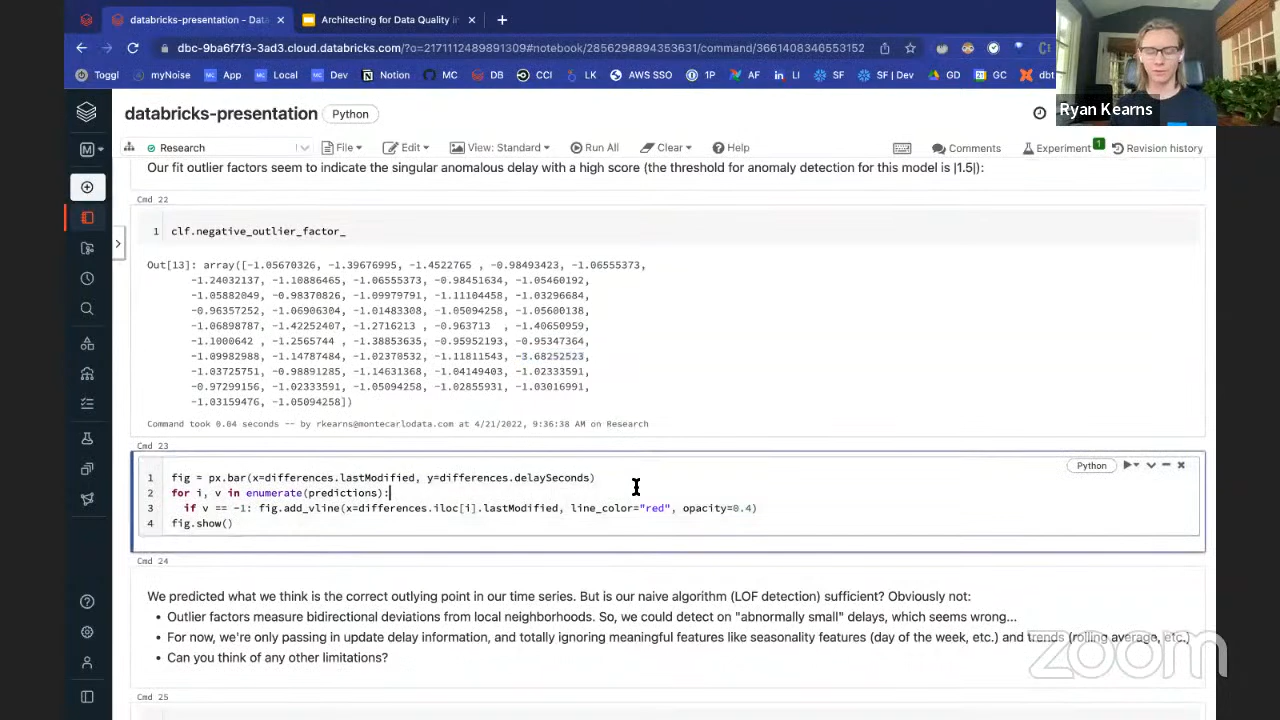 databricks-presentation – Data
Architecting for Data Quality in
dbc-9ba6f7f3-3ad3.cloud.databricks.com/?o=2171112489891309#notebook/2856298894353631/command/3661408346553152
Toggl
myNoise
App
Local
Dev
Notion
MC
DB
CCI
LK
AWS SSO
1P
AF
LI
SF
SF | Dev
GD
GC
dbt
Ryan Kearns
databricks-presentation
Python
Research
File
Edit
View: Standard
Run All
Clear
Help
Comments
Experiment
1
Revision history
M
Our fit outlier factors seem to indicate the singular anomalous delay with a high score (the threshold for anomaly detection for this model is |1.5|):
Cmd 22
1 clf.negative_outlier_factor_
Out[13]: array([-1.05670326, -1.39676995, -1.4522765 , -0.98493423, -1.06555373,
-1.24032137, -1.10886465, -1.06555373, -0.98451634, -1.05460192,
-1.05882049, -0.98370826, -1.09979791, -1.11104458, -1.03296684,
-0.96357252, -1.06906304, -1.01483308, -1.05094258, -1.05600138,
-1.06898787, -1.42252407, -1.2716213 , -0.963713 , -1.40650959,
-1.1000642 , -1.2565744 , -1.38853635, -0.95952193, -0.95347364,
-1.09982988, -1.14787484, -1.02370532, -1.11811543, -3.68252523,
-1.03725751, -0.98891285, -1.14631368, -1.04149403, -1.02333591,
-0.97299156, -1.02333591, -1.05094258, -1.02855931, -1.03016991,
-1.03159476, -1.05094258])
Command took 0.04 seconds -- by rkearns@montecarlodata.com at 4/21/2022, 9:36:38 AM on Research
Cmd 23
Python
1 fig = px.bar(x=differences.lastModified, y=differences.delaySeconds)
2 for i, v in enumerate(predictions):
3 if v == -1: fig.add_vline(x=differences.iloc[i].lastModified, line_color="red", opacity=0.4)
4 fig.show()
Cmd 24
We predicted what we think is the correct outlying point in our time series. But is our naive algorithm (LOF detection) sufficient? Obviously not:
• Outlier factors measure bidirectional deviations from local neighborhoods. So, we could detect on "abnormally small" delays, which seems wrong...
• For now, we're only passing in update delay information, and totally ignoring meaningful features like seasonality features (day of the week, etc.) and trends (rolling average, etc.)
• Can you think of any other limitations?
zoom
Cmd 25